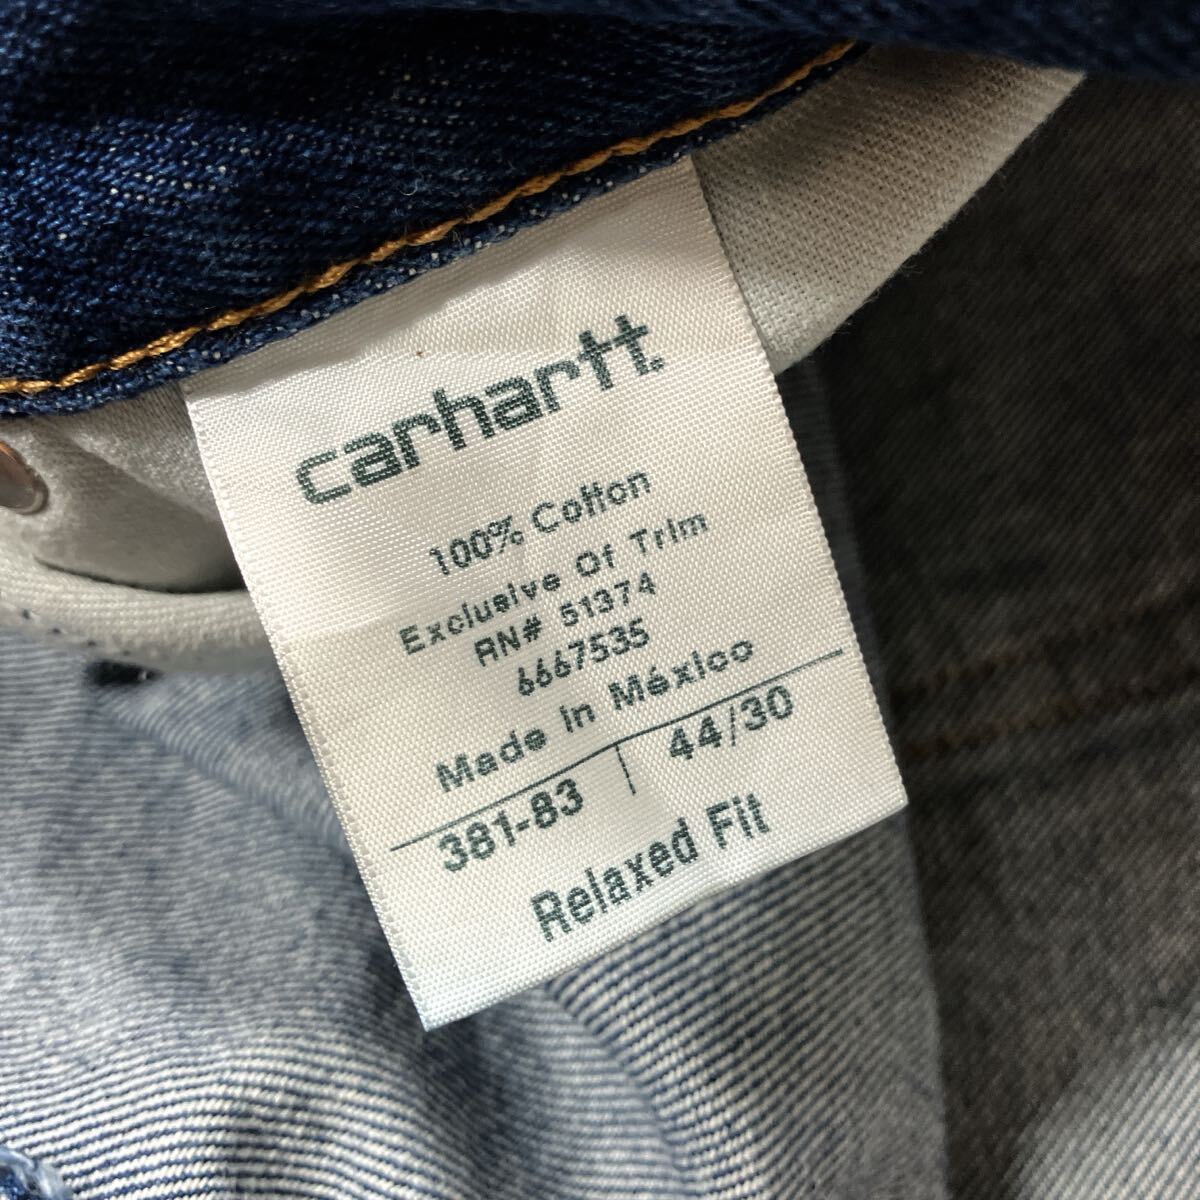 carhartt.
100% Cotton
Exclusive Of Trim
RN# 51374
6667535
Made in México
381-83 | 44/30
Relaxed Fit